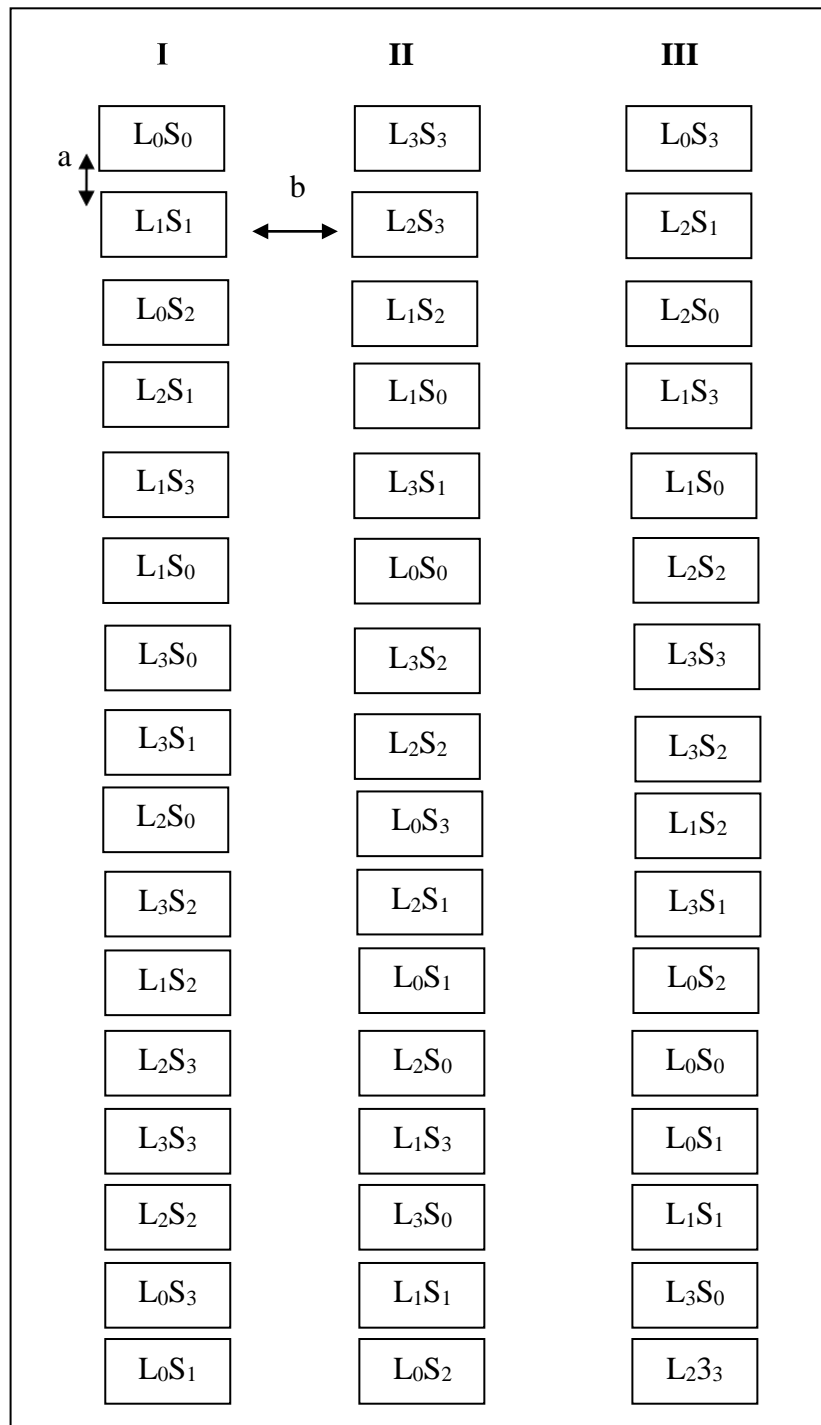 I II III
L₀S₀ L₃S₃ L₀S₃
a
b
L₁S₁ L₂S₃ L₂S₁
L₀S₂ L₁S₂ L₂S₀
L₂S₁ L₁S₀ L₁S₃
L₁S₃ L₃S₁ L₁S₀
L₁S₀ L₀S₀ L₂S₂
L₃S₀ L₃S₂ L₃S₃
L₃S₁ L₂S₂ L₃S₂
L₂S₀ L₀S₃ L₁S₂
L₃S₂ L₂S₁ L₃S₁
L₁S₂ L₀S₁ L₀S₂
L₂S₃ L₂S₀ L₀S₀
L₃S₃ L₁S₃ L₀S₁
L₂S₂ L₃S₀ L₁S₁
L₀S₃ L₁S₁ L₃S₀
L₀S₁ L₀S₂ L₂3₃